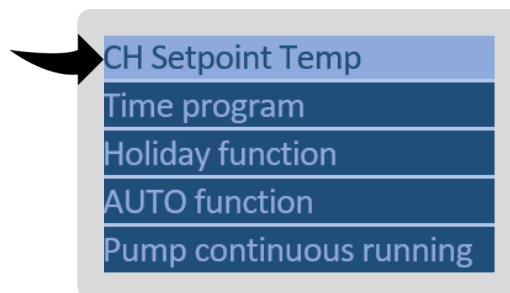 CH Setpoint Temp
Time program
Holiday function
AUTO function
Pump continuous running